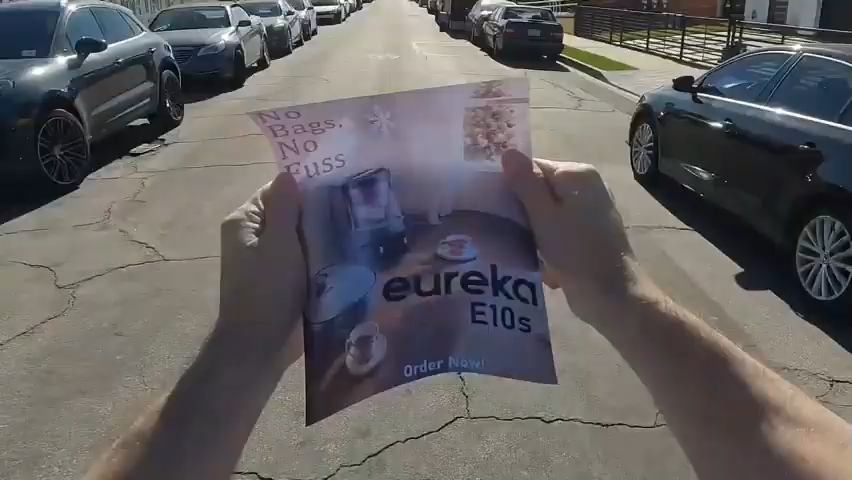 No
Bags,
No
Fuss
eureka
E10s
Order Now!